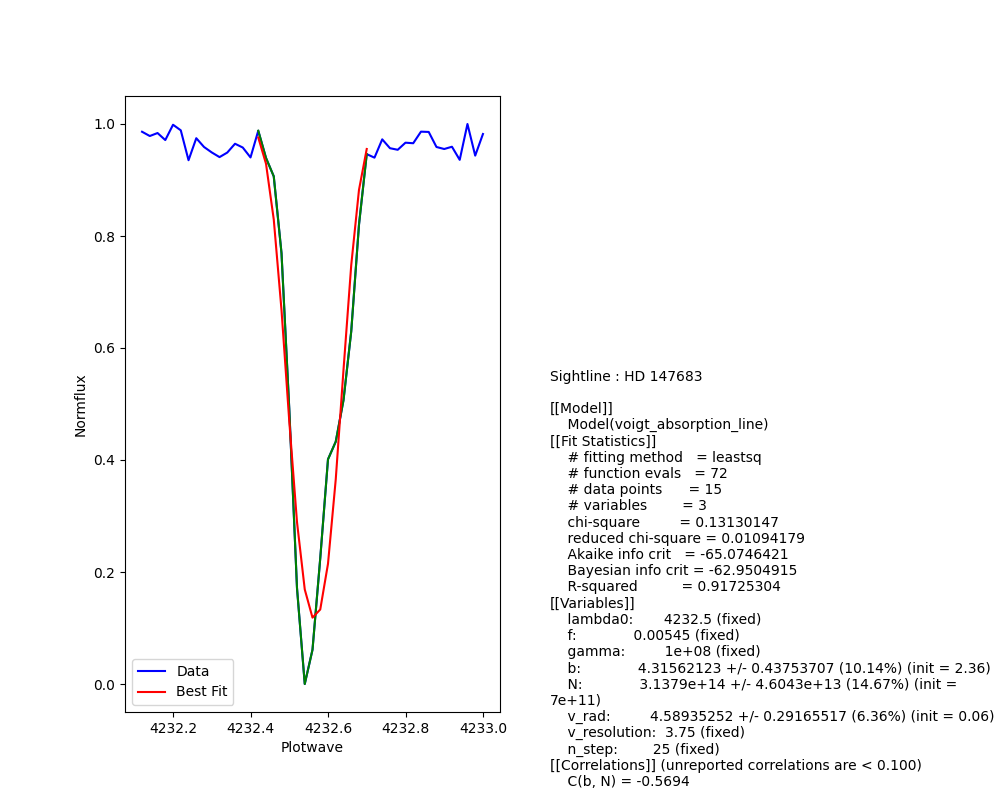 1.0
0.8
0.6
0.4
0.2
0.0
Normflux
Data
Best Fit
4232.2 4232.4 4232.6 4232.8 4233.0
Plotwave
Sightline : HD 147683
[[Model]]
Model(voigt_absorption_line)
[[Fit Statistics]]
# fitting method = leastsq
# function evals = 72
# data points = 15
# variables = 3
chi-square = 0.13130147
reduced chi-square = 0.01094179
Akaike info crit = -65.0746421
Bayesian info crit = -62.9504915
R-squared = 0.91725304
[[Variables]]
lambda0: 4232.5 (fixed)
f: 0.00545 (fixed)
gamma: 1e+08 (fixed)
b: 4.31562123 +/- 0.43753707 (10.14%) (init = 2.36)
N: 3.1379e+14 +/- 4.6043e+13 (14.67%) (init =
7e+11)
v_rad: 4.58935252 +/- 0.29165517 (6.36%) (init = 0.06)
v_resolution: 3.75 (fixed)
n_step: 25 (fixed)
[[Correlations]] (unreported correlations are < 0.100)
C(b, N) = -0.5694